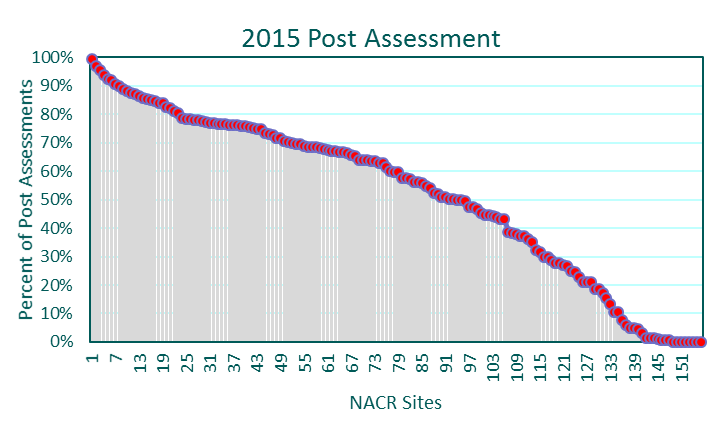 2015 Post Assessment
Percent of Post Assessments
100%
90%
80%
70%
60%
50%
40%
30%
20%
10%
0%
1 7 13 19 25 31 37 43 49 55 61 67 73 79 85 91 97 103 109 115 121 127 133 139 145 151
NACR Sites